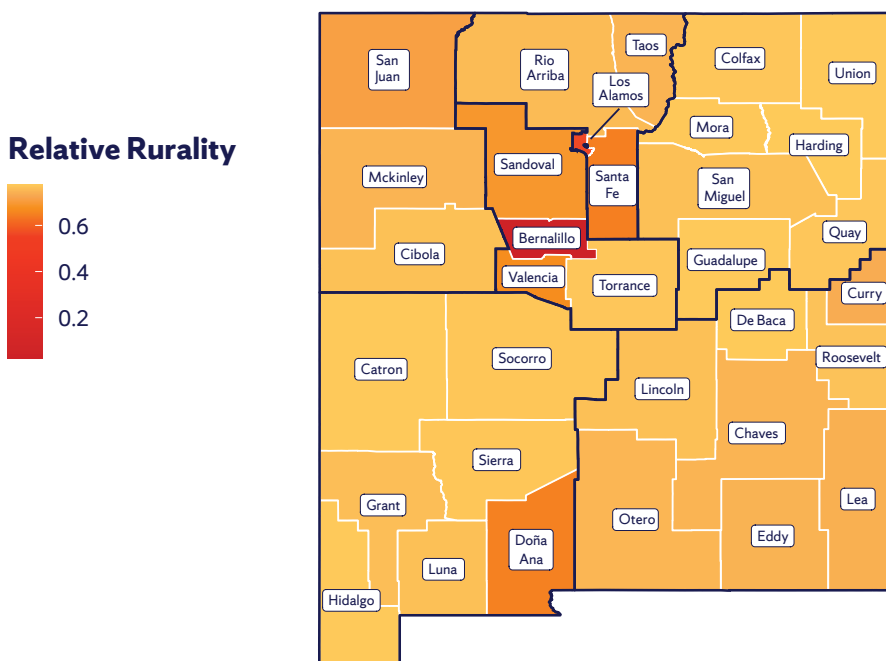 Relative Rurality
0.6
0.4
0.2
San
Juan
Rio
Arriba
Taos
Los
Alamos
Colfax
Union
Mora
Harding
Mckinley
Sandoval
Santa
Fe
San
Miguel
Cibola
Bernalillo
Quay
Valencia
Torrance
Guadalupe
Curry
De Baca
Catron
Socorro
Roosevelt
Lincoln
Chaves
Sierra
Grant
Otero
Lea
Eddy
Doña
Ana
Luna
Hidalgo